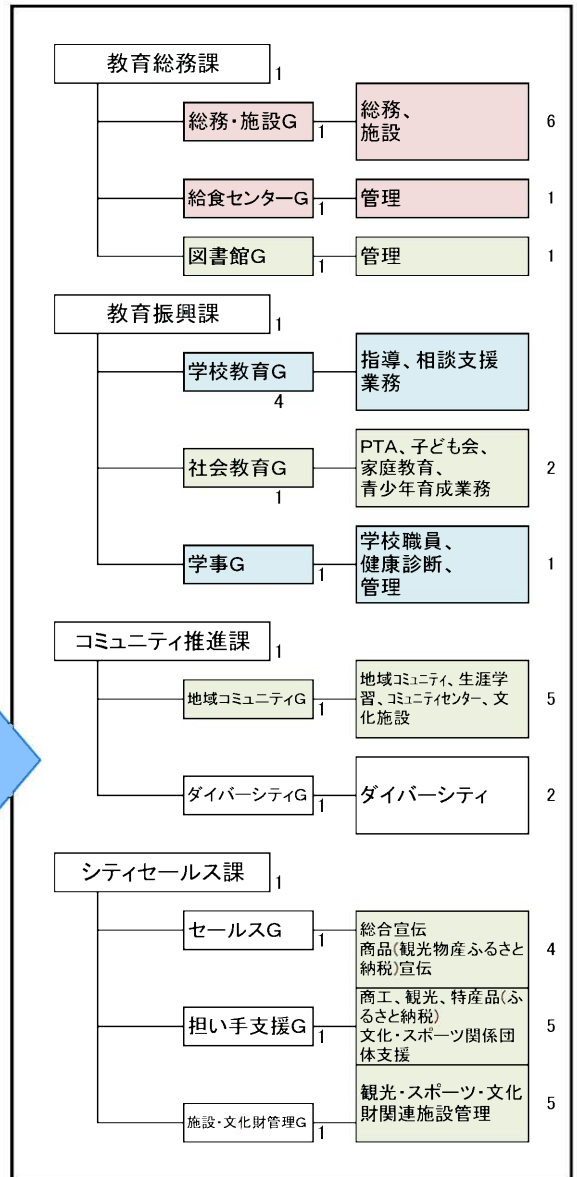 教育総務課
1
総務・施設G
1
総務、
施設
6
給食センターG
1
管理
1
図書館G
1
管理
1
教育振興課
1
学校教育G
4
指導、相談支援
業務
社会教育G
1
PTA、子ども会、
家庭教育、
青少年育成業務
2
学事G
1
学校職員、
健康診断、
管理
1
コミュニティ推進課
1
地域コミュニティG
1
地域コミュニティ、生涯学
習、コミュニティセンター、文
化施設
5
ダイバーシティG
1
ダイバーシティ
2
シティセールス課
1
セールスG
1
総合宣伝
商品(観光物産ふるさと
納税)宣伝
4
担い手支援G
1
商工、観光、特産品(ふ
るさと納税)
文化・スポーツ関係団
体支援
5
施設・文化財管理G
1
観光・スポーツ・文化
財関連施設管理
5